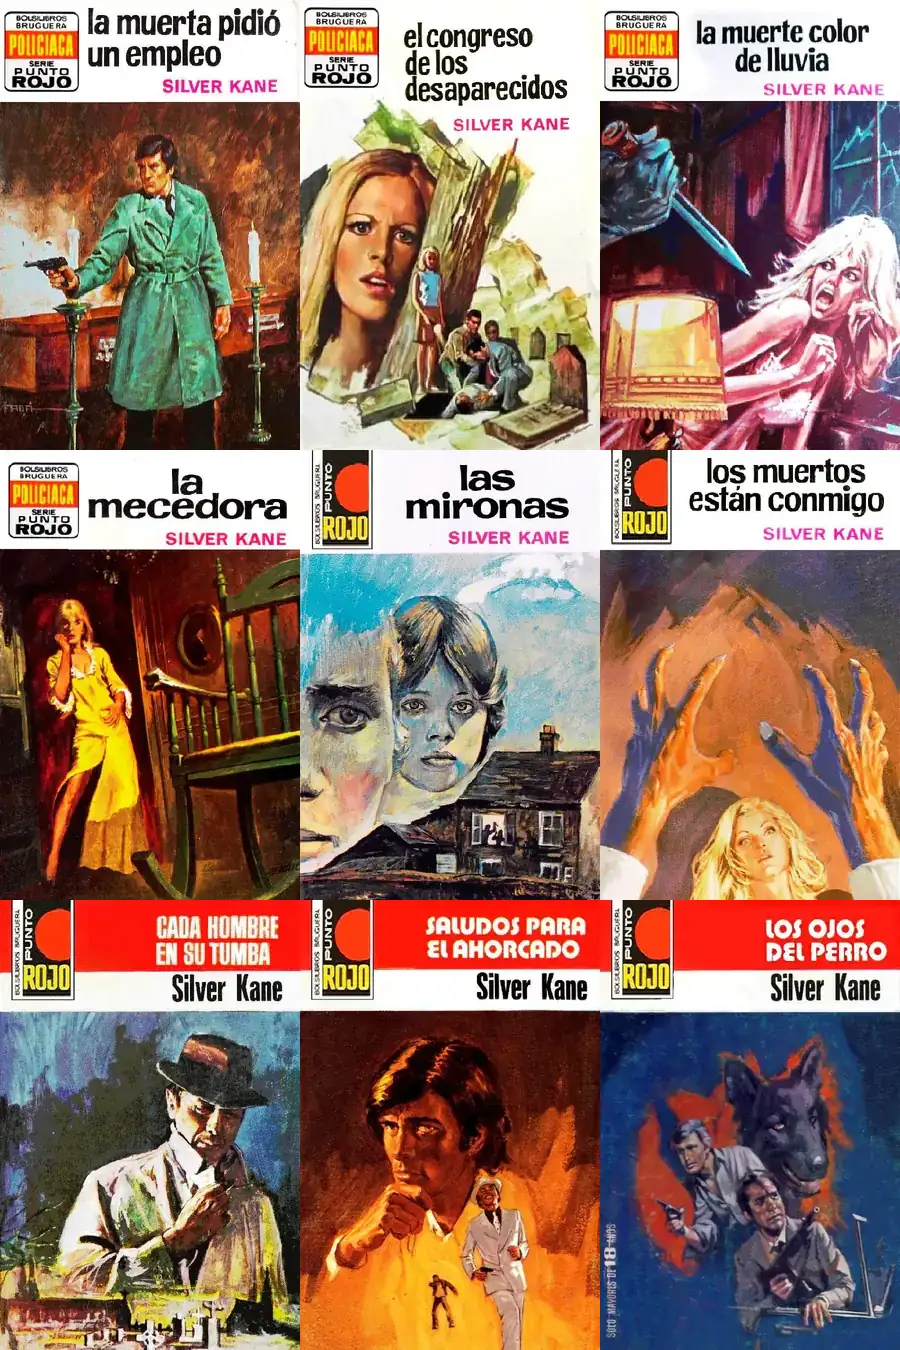 BOLSILIBROS
BRUGUERA
POLICIACA
SERIE
PUNTO
ROJO
la muerta pidió
un empleo
SILVER KANE
BOLSILIBROS
BRUGUERA
POLICIACA
SERIE
PUNTO
ROJO
el congreso
de los
desaparecidos
SILVER KANE
BOLSILIBROS
BRUGUERA
POLICIACA
SERIE
PUNTO
ROJO
la muerte color
de lluvia
SILVER KANE
BOLSILIBROS
BRUGUERA
POLICIACA
SERIE
PUNTO
ROJO
la
mecedora
SILVER KANE
BOLSILIBROS BRUGUERA
PUNTO
ROJO
las
mironas
SILVER KANE
BOLSILIBROS BRUGUERA
PUNTO
ROJO
los muertos
están conmigo
SILVER KANE
BOLSILIBROS BRUGUERA
PUNTO
ROJO
CADA HOMBRE
EN SU TUMBA
Silver Kane
BOLSILIBROS BRUGUERA
PUNTO
ROJO
SALUDOS PARA
EL AHORCADO
Silver Kane
BOLSILIBROS BRUGUERA
PUNTO
ROJO
LOS OJOS
DEL PERRO
Silver Kane
SOLO MAYORES DE 18 AÑOS